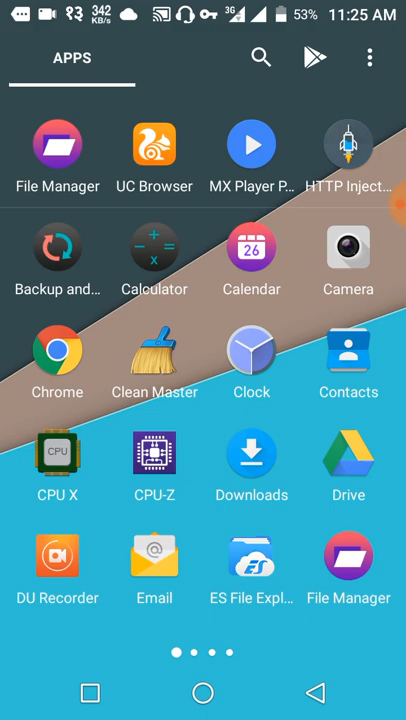 १३ 342 KB/s 3G 53% 11:25 AM
APPS
File Manager UC Browser MX Player P... HTTP Inject...
Backup and... Calculator 26 Calendar Camera
Chrome Clean Master Clock Contacts
CPU
CPU X CPU-Z Downloads Drive
@ ES
DU Recorder Email ES File Expl... File Manager